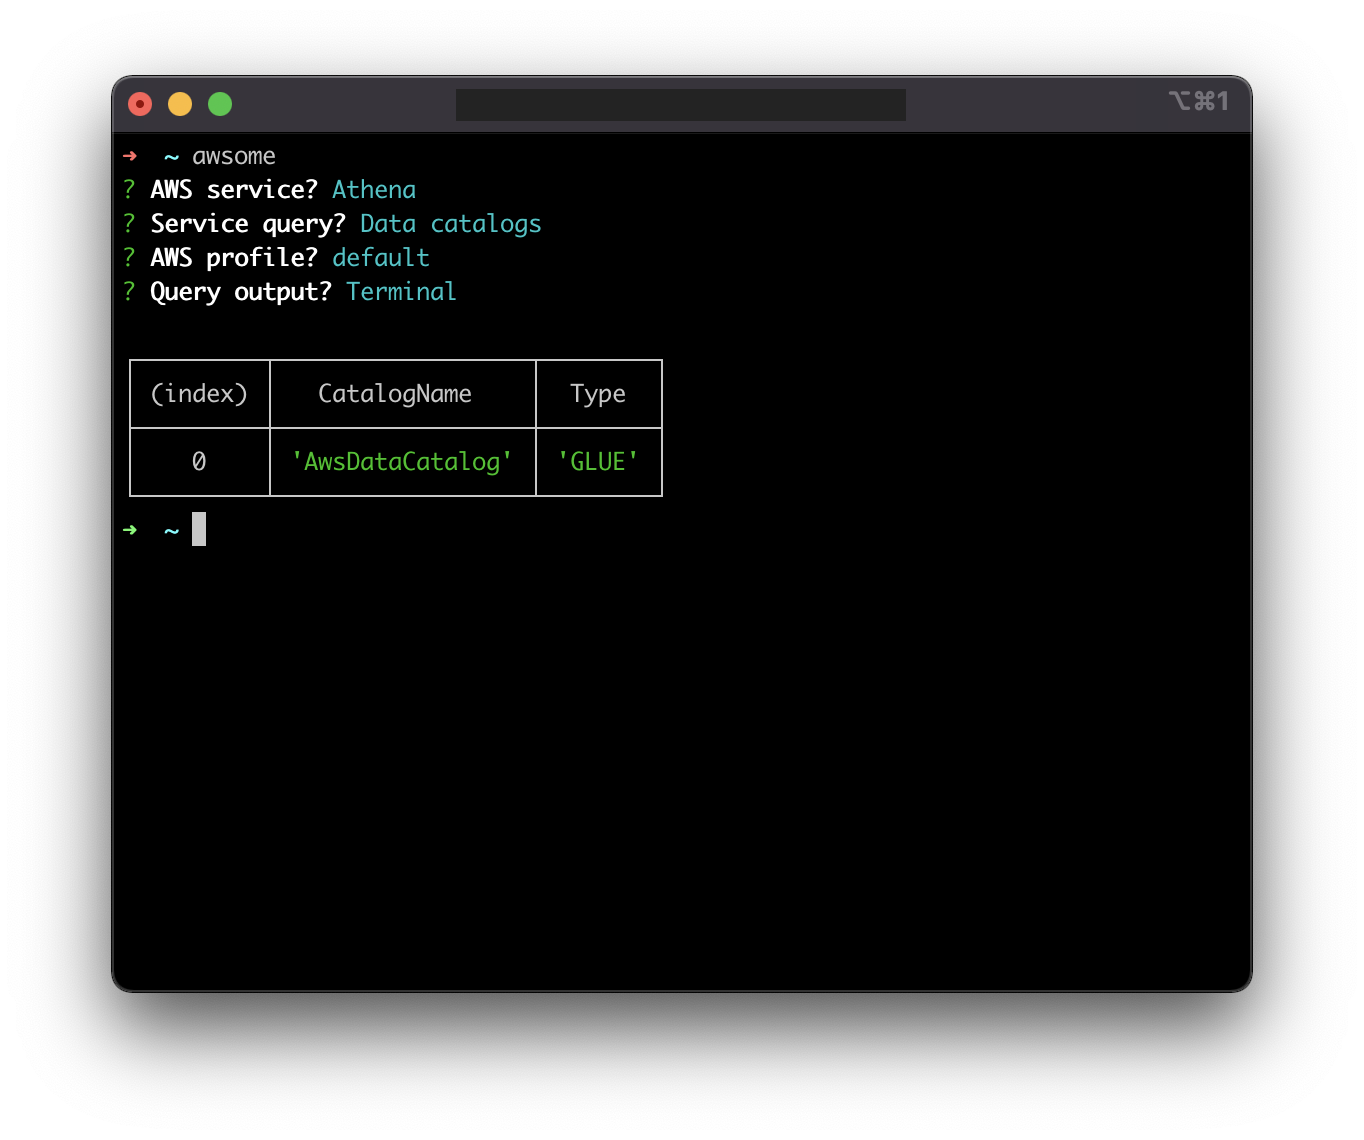 ⌥⌘1
➜ ~ awsome
? AWS service? Athena
? Service query? Data catalogs
? AWS profile? default
? Query output? Terminal
(index) CatalogName Type
0 'AwsDataCatalog' 'GLUE'
➜ ~